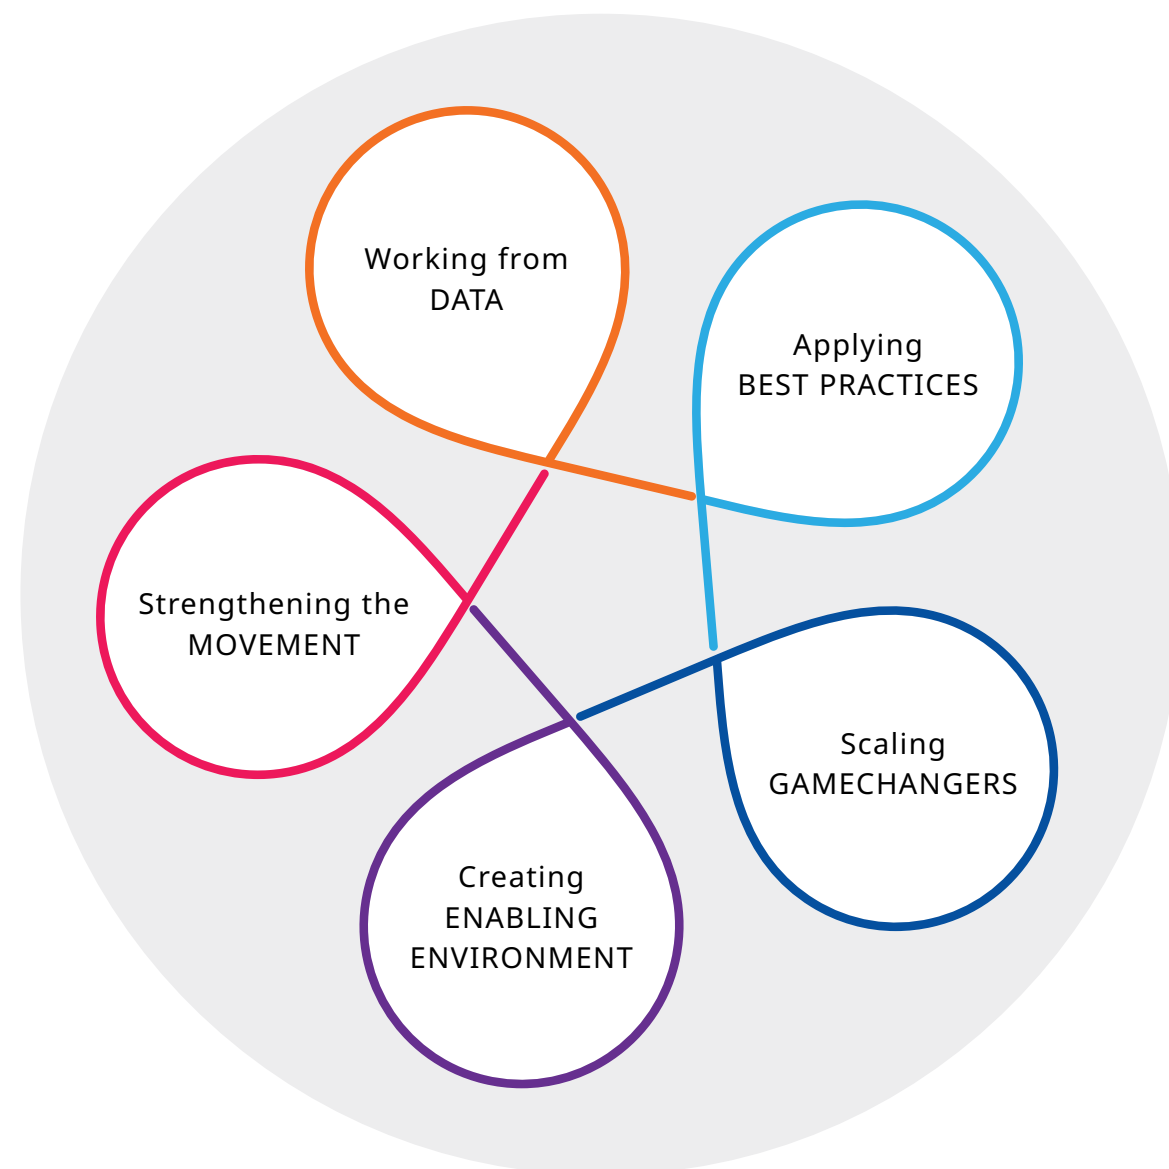 Working from
DATA
Applying
BEST PRACTICES
Strengthening the
MOVEMENT
Scaling
GAMECHANGERS
Creating
ENABLING
ENVIRONMENT